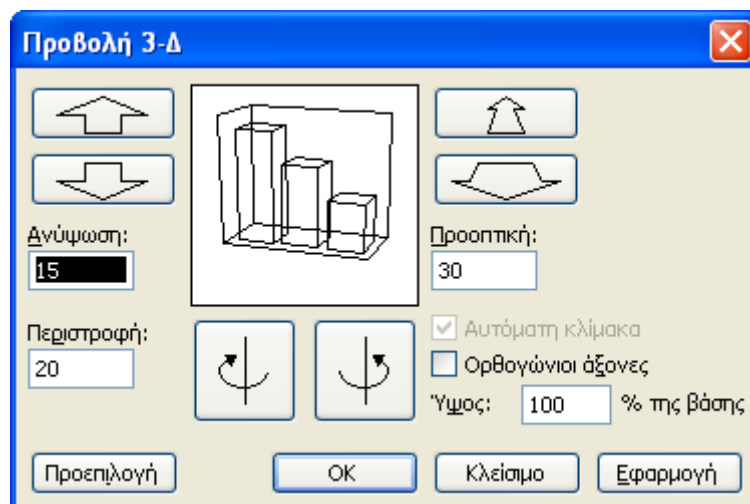 Προβολή 3-Δ
Ανύψωση:
15
Προοπτική:
30
Περιστροφή:
20
Αυτόματη κλίμακα
Ορθογώνιοι άξονες
Ύψος: 100 % της βάσης
Προεπιλογή
OK
Κλείσιμο
Εφαρμογή